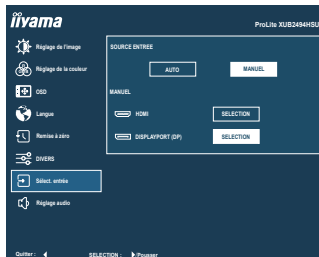 iiyama
ProLite XUB2494HSU
Réglage de l'image
Réglage de la couleur
OSD
Langue
Remise à zéro
DIVERS
Sélect. entrée
Réglage audio
SOURCE ENTREE
AUTO
MANUEL
MANUEL
HDMI
SELECTION
DISPLAYPORT (DP)
SELECTION
Quitter :
SELECTION :
/Pousser